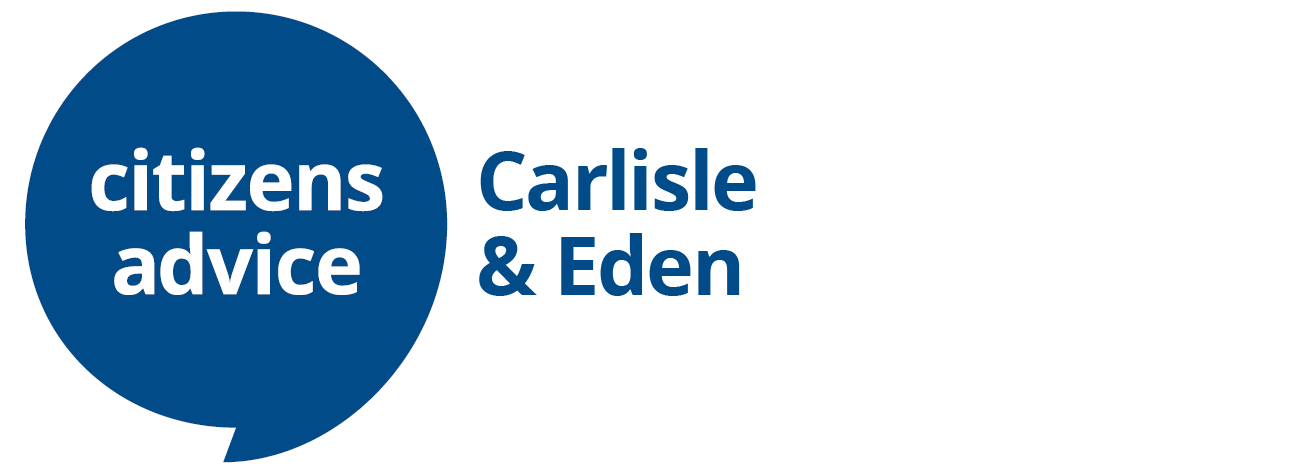 citizens
advice
Carlisle
& Eden